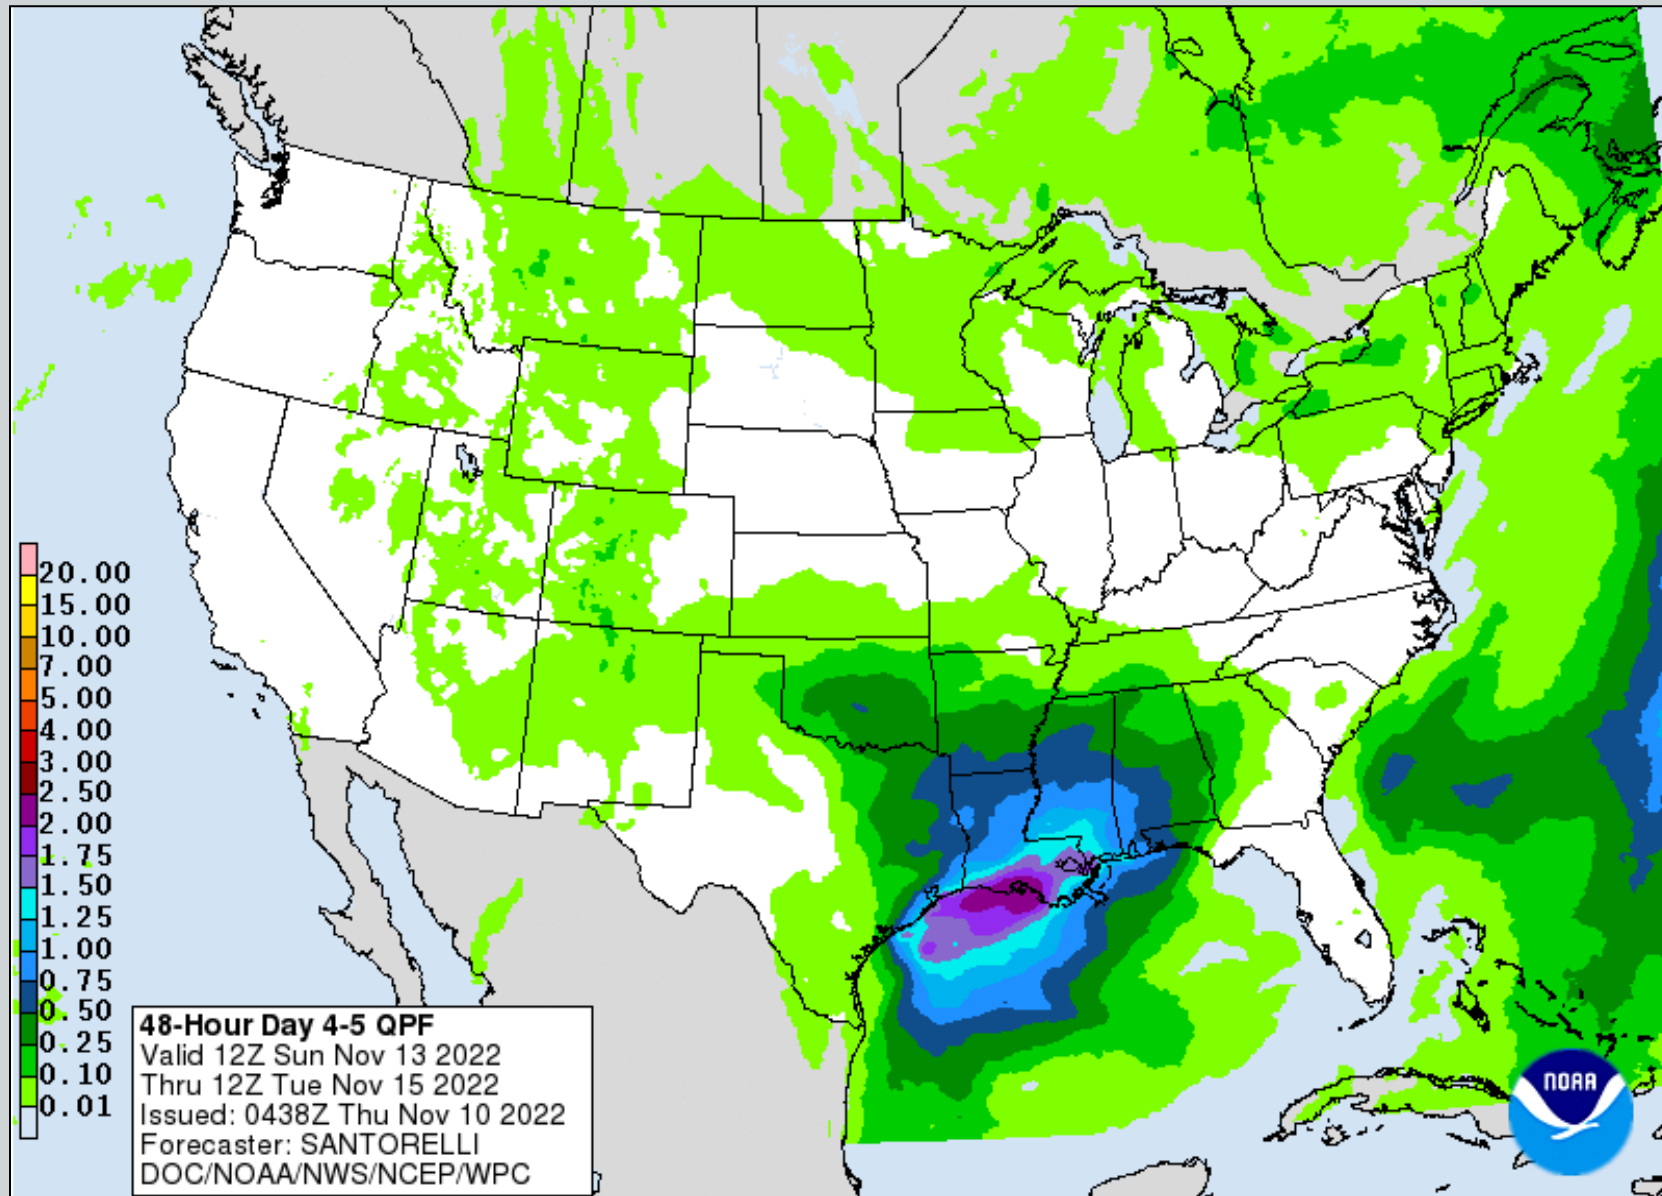 20.00
15.00
10.00
7.00
5.00
4.00
3.00
2.50
2.00
1.75
1.50
1.25
1.00
0.75
0.50
0.25
0.10
0.01
48-Hour Day 4-5 QPF
Valid 12Z Sun Nov 13 2022
Thru 12Z Tue Nov 15 2022
Issued: 0438Z Thu Nov 10 2022
Forecaster: SANTORELLI
DOC/NOAA/NWS/NCEP/WPC
NOAA